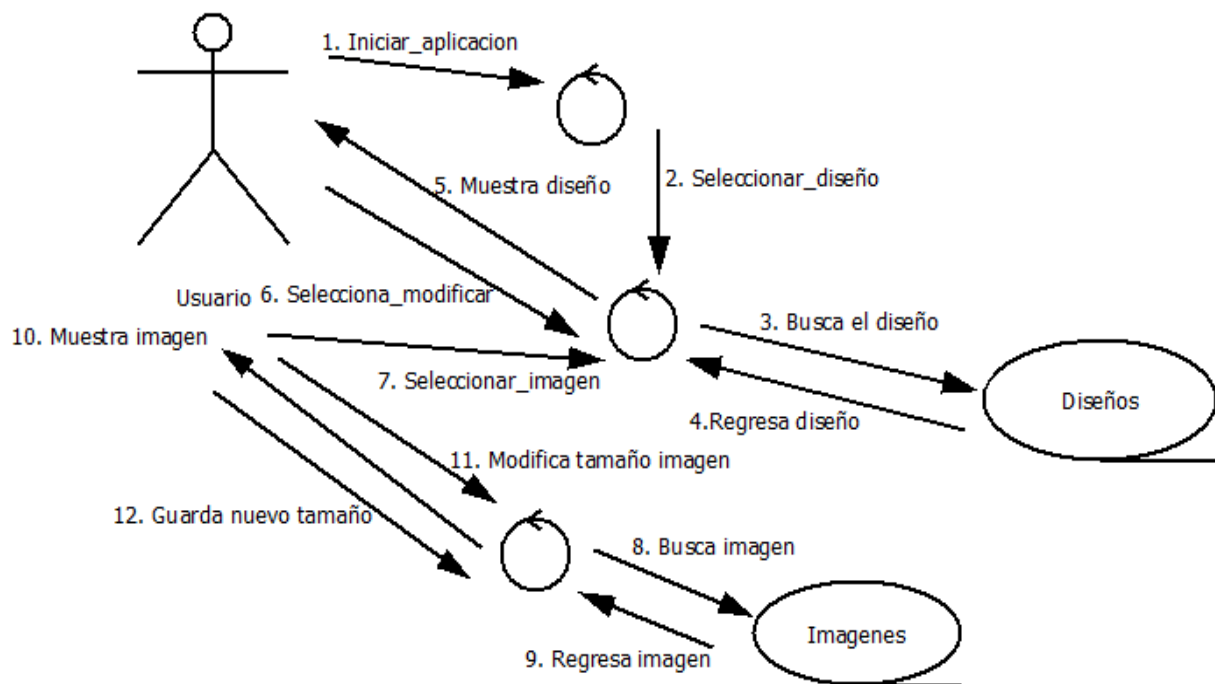 1. Iniciar_aplicacion
5. Muestra diseño
2. Seleccionar_diseño
Usuario
6. Selecciona_modificar
10. Muestra imagen
3. Busca el diseño
7. Seleccionar_imagen
Diseños
4.Regresa diseño
11. Modifica tamaño imagen
12. Guarda nuevo tamaño
8. Busca imagen
Imagenes
9. Regresa imagen